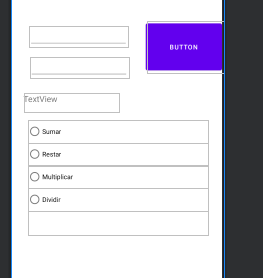 BUTTON
TextView
Sumar
Restar
Multiplicar
Dividir